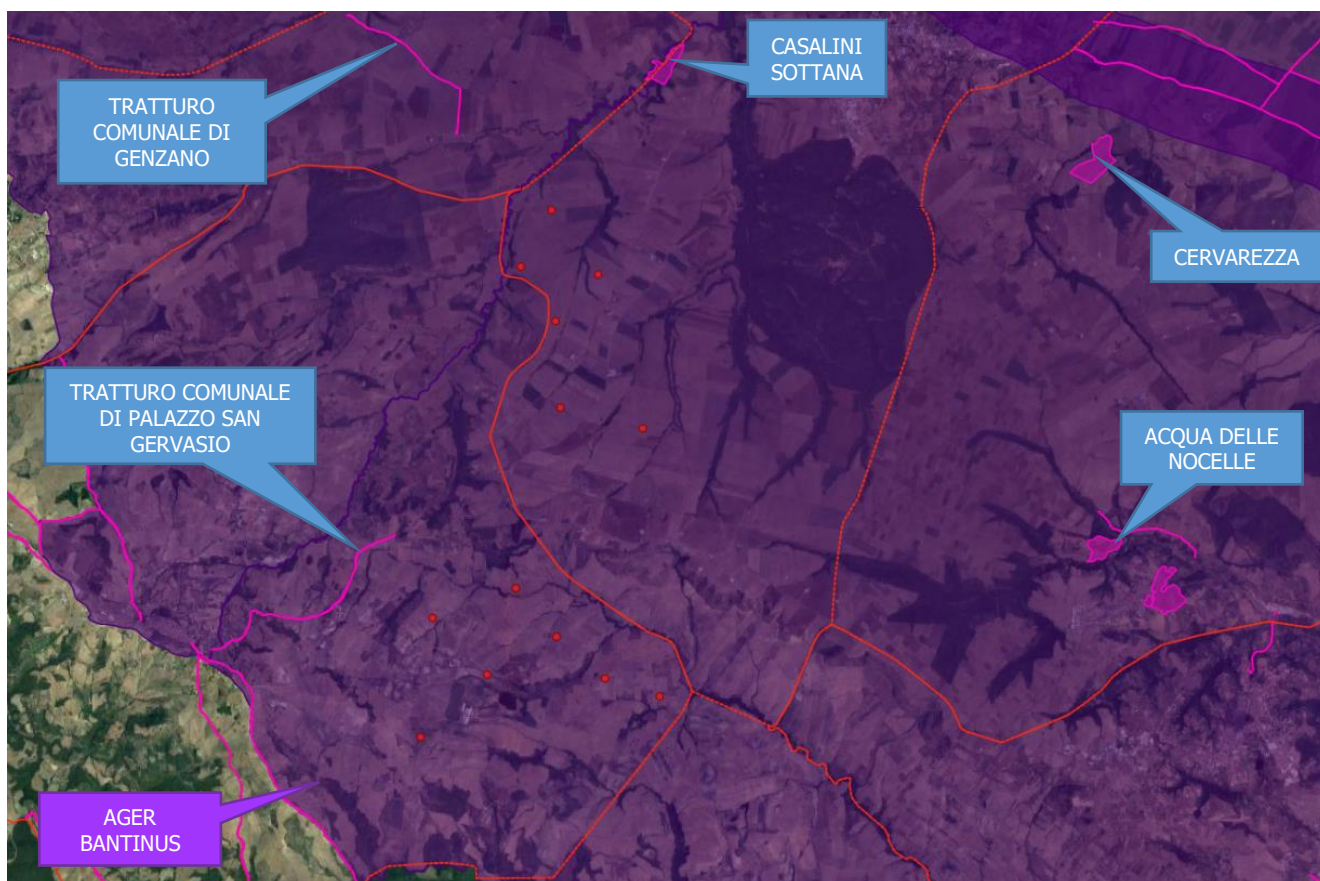 CASALINI
SOTTANA
TRATTURO
COMUNALE DI
GENZANO
CERVAREZZA
TRATTURO COMUNALE
DI PALAZZO SAN
GERVASIO
ACQUA DELLE
NOCELLE
AGER
BANTINUS